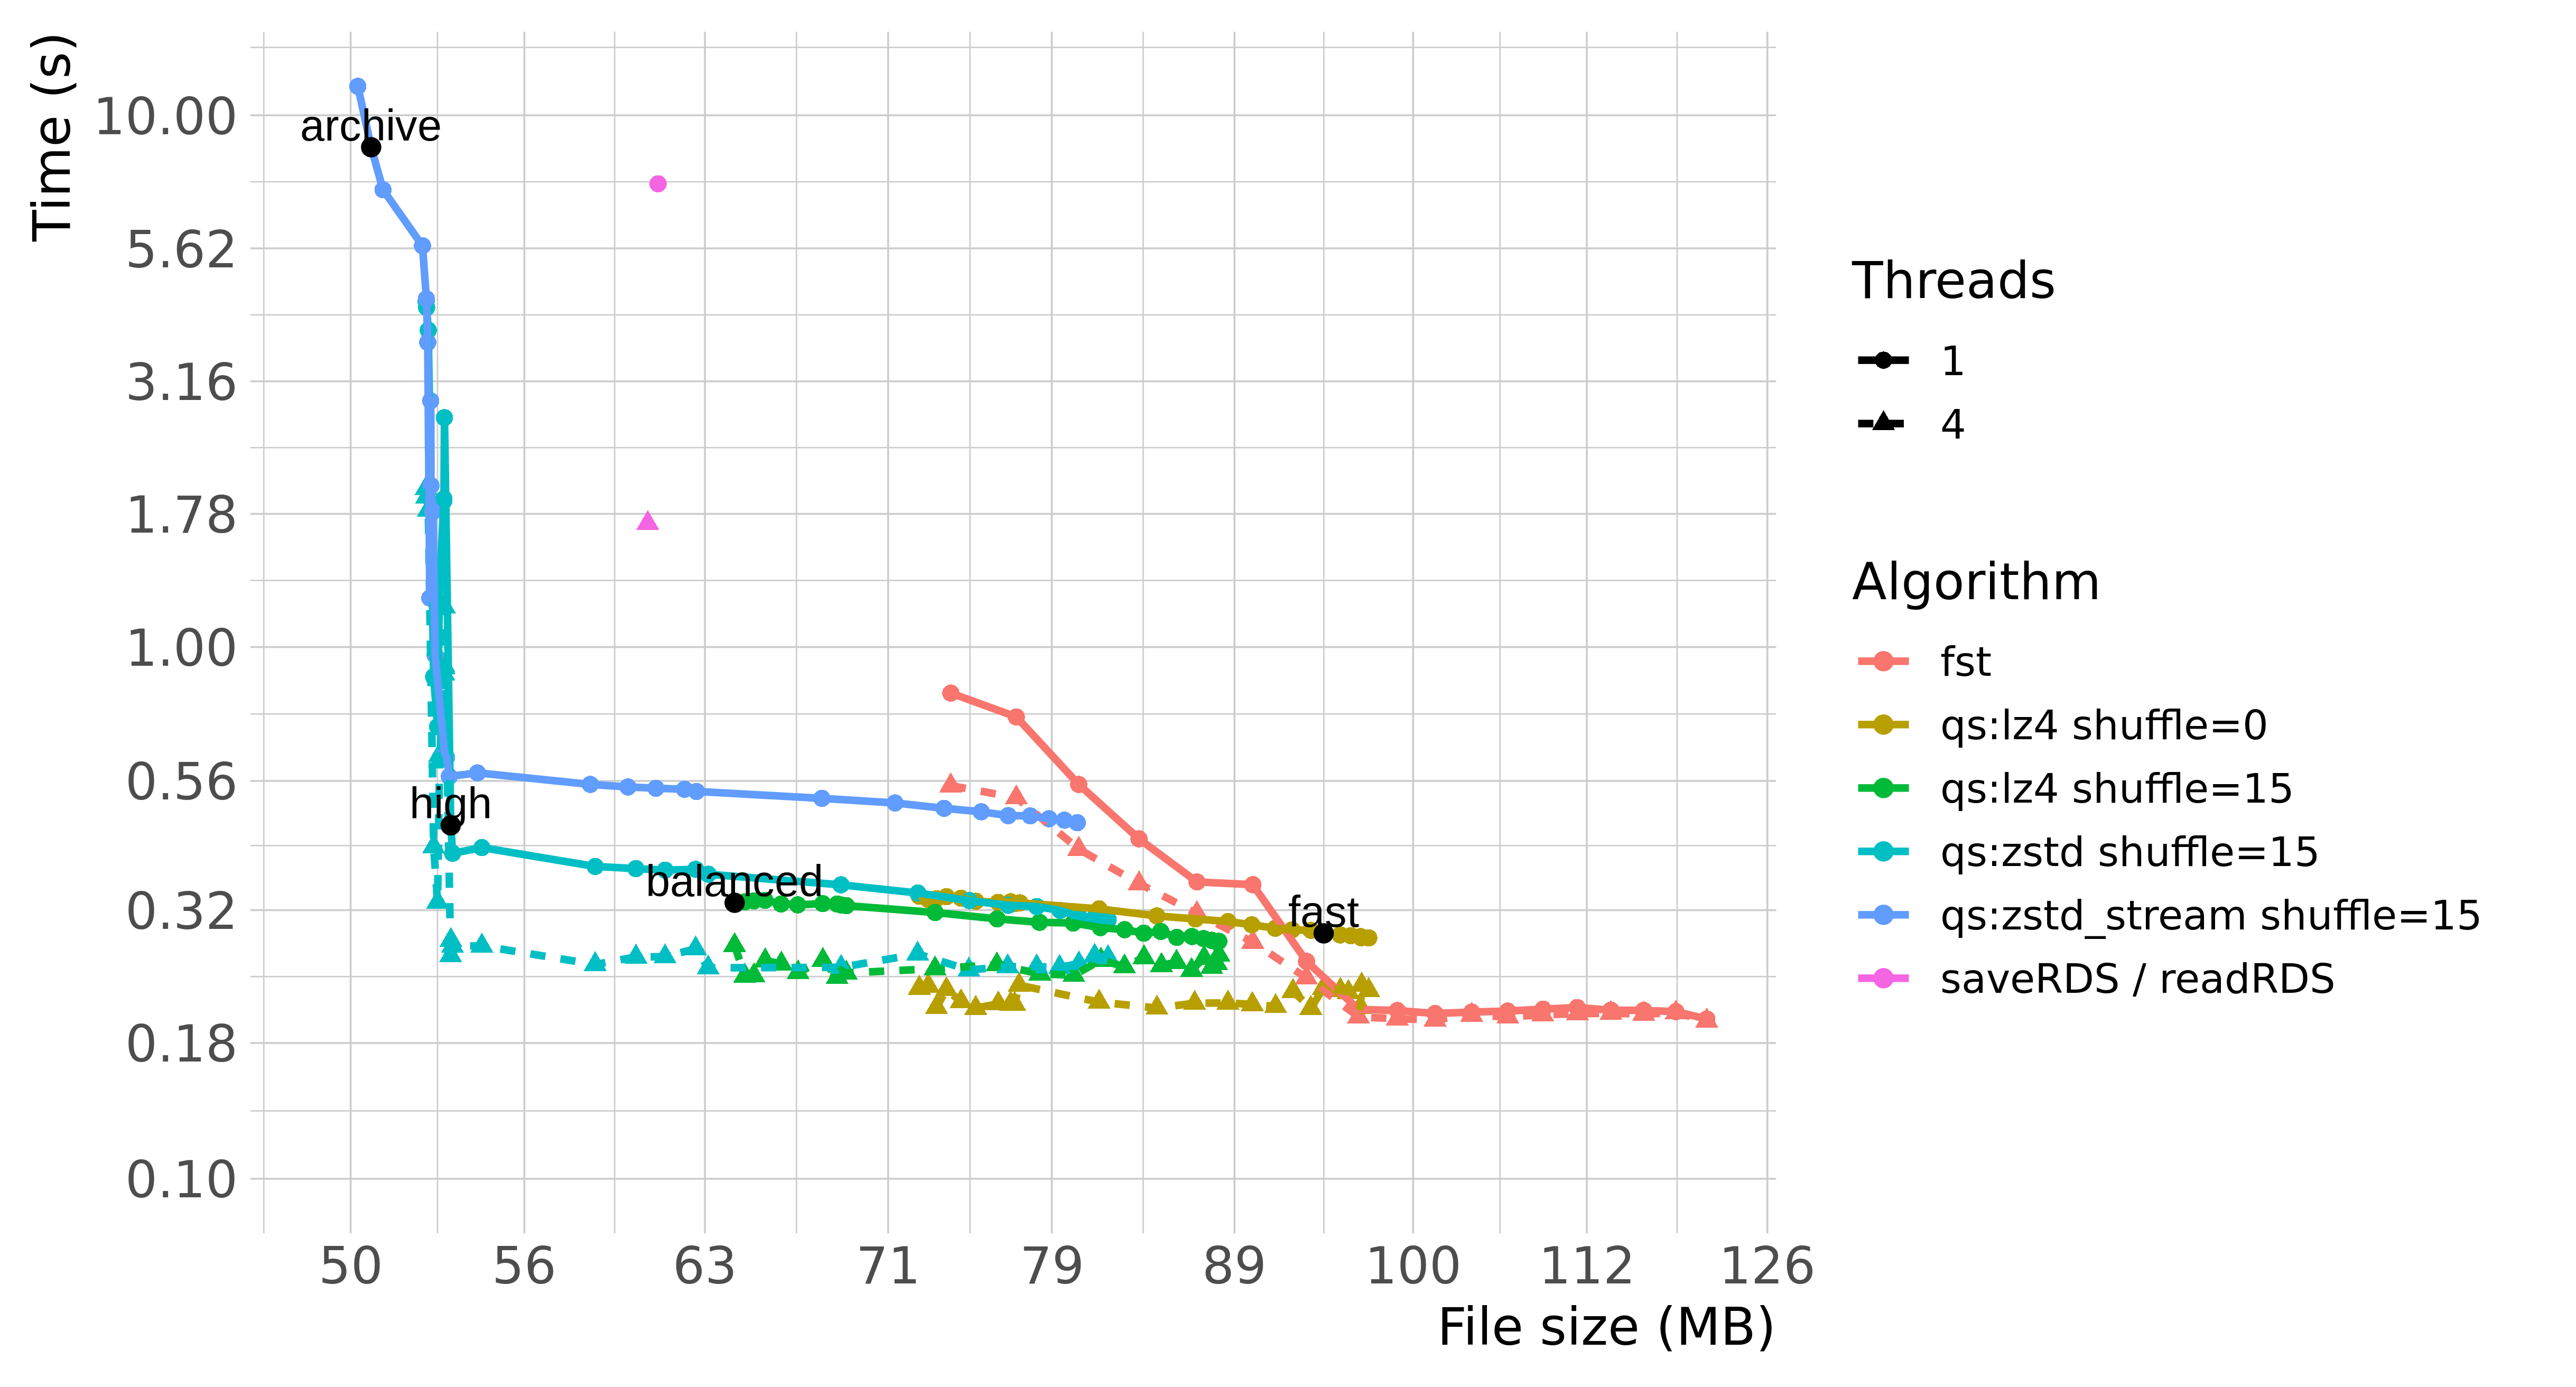 Time (s)
10.00
5.62
3.16
1.78
1.00
0.56
0.32
0.18
0.10
archive
high
balanced
fast
50 56 63 71 79 89 100 112 126
File size (MB)
Threads
1
4
Algorithm
fst
qs:lz4 shuffle=0
qs:lz4 shuffle=15
qs:zstd shuffle=15
qs:zstd_stream shuffle=15
saveRDS / readRDS